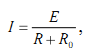 I = E / (R + R₀),